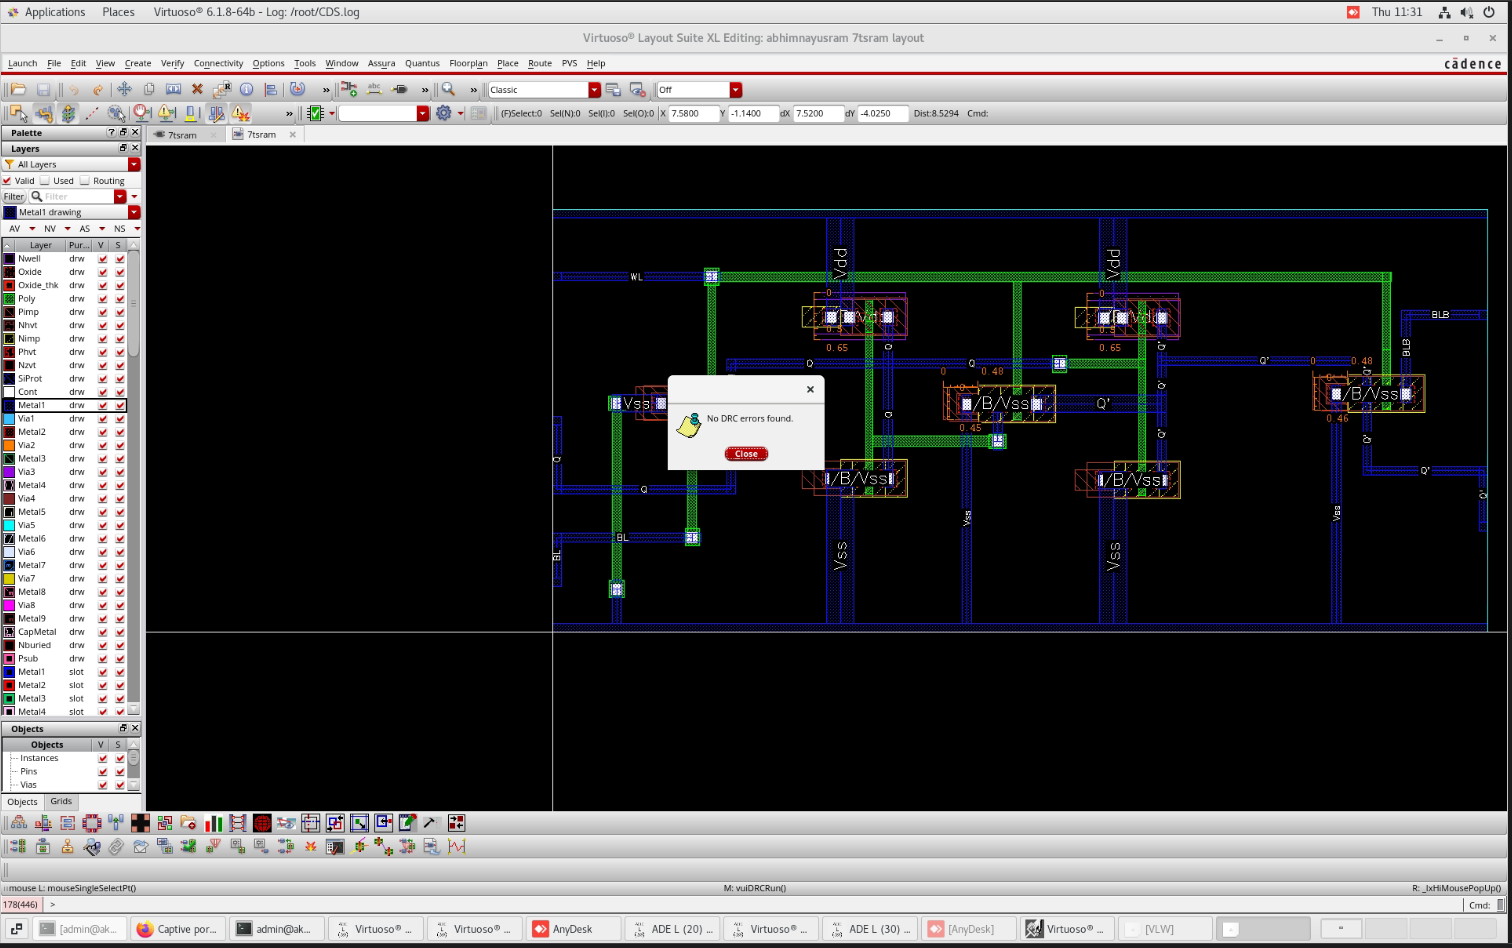 Applications Places Virtuoso® 6.1.8-64b - Log: /root/CDS.log Thu 11:31
Virtuoso® Layout Suite XL Editing: abhimnayusram 7tsram layout
Launch File Edit View Create Verify Connectivity Options Tools Window Assura Quantus Floorplan Place Route PVS Help cādence
» » » Classic Off
» (F)Select:0 Sel(N):0 Sel(I):0 Sel(O):0 X 7.5800 Y -1.1400 dX 7.5200 dY -4.0250 Dist:8.5294 Cmd:
Palette ? 7tsram 7tsram
Layers
All Layers
Valid Used Routing
Filter Filter
Metal1 drawing
AV NV AS NS
Layer Pur... V S
Nwell drw
Oxide drw
Oxide_thk drw
Poly drw
Pimp drw
Nhvt drw
Nimp drw
Phvt drw
Nzvt drw
SiProt drw
Cont drw
Metal1 drw
Via1 drw
Metal2 drw
Via2 drw
Metal3 drw
Via3 drw
Metal4 drw
Via4 drw
Metal5 drw
Via5 drw
Metal6 drw
Via6 drw
Metal7 drw
Via7 drw
Metal8 drw
Via8 drw
Metal9 drw
CapMetal drw
Nburied drw
Psub drw
Metal1 slot
Metal2 slot
Metal3 slot
Metal4 slot
Objects
Objects V S
Instances
Pins
Vias
Objects Grids
Vdd Vdd
WL
0 0
BLB
BLB
0.65 0.65
Q Q Q Q' Q' Q'
0 0.48 0 0.48
Vss /B/Vss Q' Q' /B/Vss
0.45 0.46
No DRC errors found.
Close
Q Q Q' Q'
/B/Vss /B/Vss Q'
Q Q'
Vss Vss
BL
BL Vss Vss
mouse L: mouseSingleSelectPt() M: vuiDRCRun() R: _lxHiMousePopUp()
178(446) > Cmd:
[admin@ak... Captive por... admin@ak... Virtuoso® ... Virtuoso® ... AnyDesk ADE L (20) ... Virtuoso® ... ADE L (30) ... [AnyDesk] Virtuoso® ... [VLW]